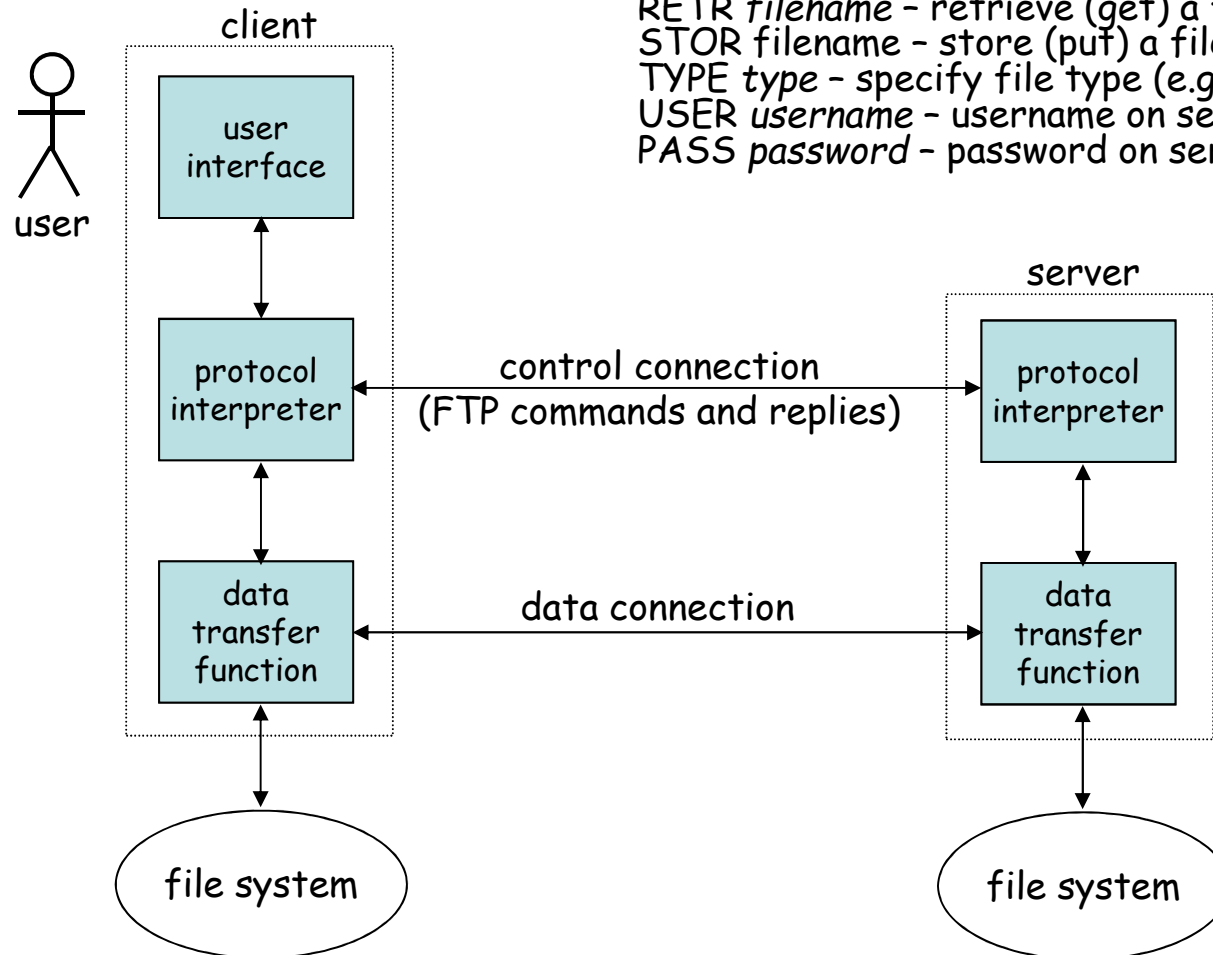 RETR filename – retrieve (get) a
STOR filename – store (put) a
TYPE type – specify file type (e.g
USER username – username on
PASS password – password on
client
user
interface
user
server
protocol
interpreter
control connection
(FTP commands and replies)
protocol
interpreter
data
transfer
function
data connection
data
transfer
function
file system
file system